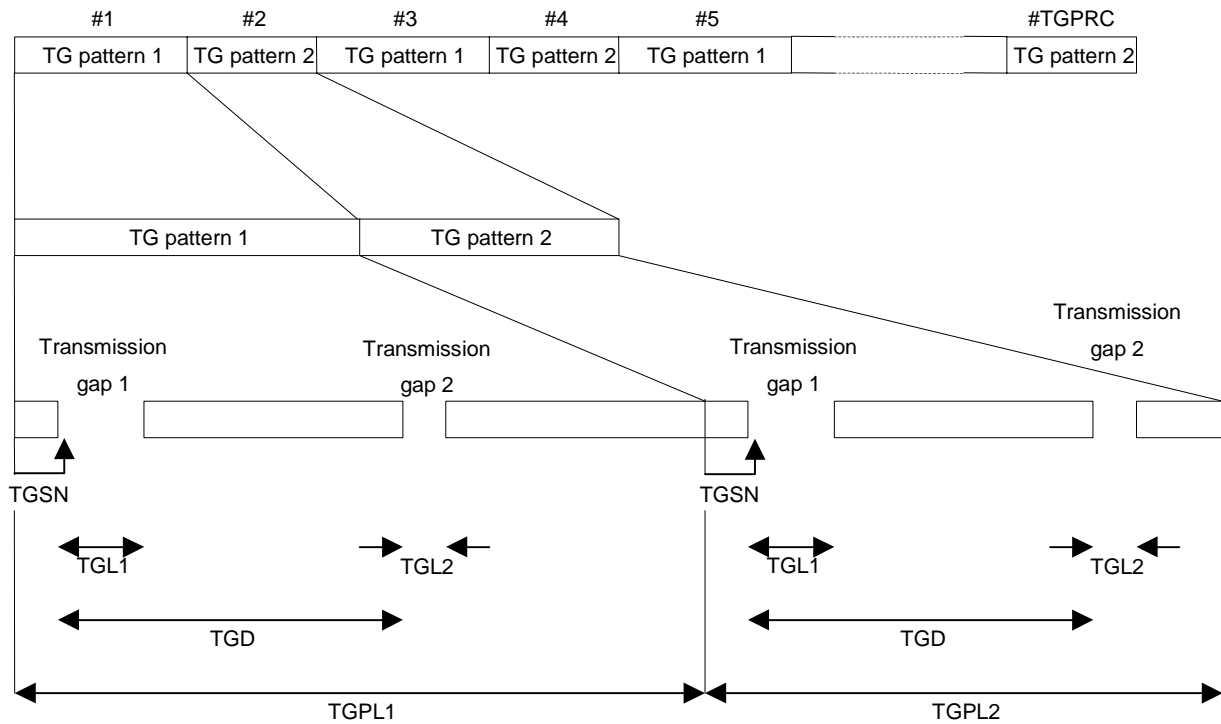 #1 #2 #3 #4 #5 #TGPRC
TG pattern 1 TG pattern 2 TG pattern 1 TG pattern 2 TG pattern 1 TG pattern 2
TG pattern 1 TG pattern 2
Transmission
gap 1
Transmission
gap 2
Transmission
gap 1
Transmission
gap 2
TGSN TGSN
TGL1 TGL2 TGL1 TGL2
TGD TGD
TGPL1 TGPL2